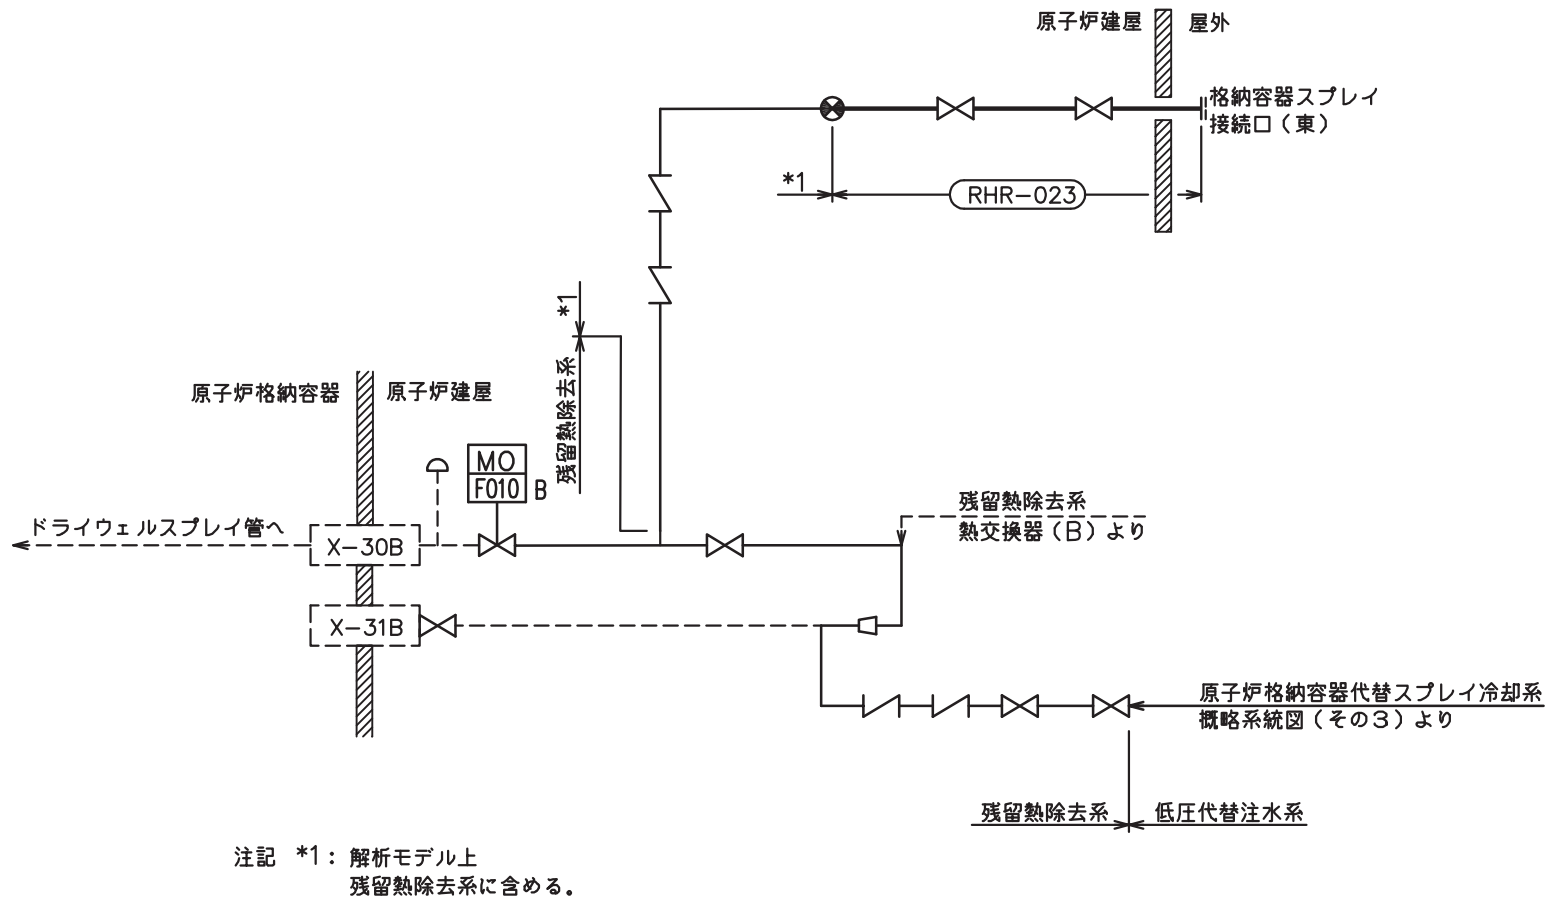 原子炉建屋
屋外
格納容器スプレイ
接続口（東）
*1
RHR-023
*1
残留熱除去系
原子炉格納容器
原子炉建屋
MO
F010
B
ドライウェルスプレイ管へ
X-30B
残留熱除去系
熱交換器（B）より
X-31B
原子炉格納容器代替スプレイ冷却系
概略系統図（その３）より
残留熱除去系
低圧代替注水系
注記　*1：解析モデル上
残留熱除去系に含める。